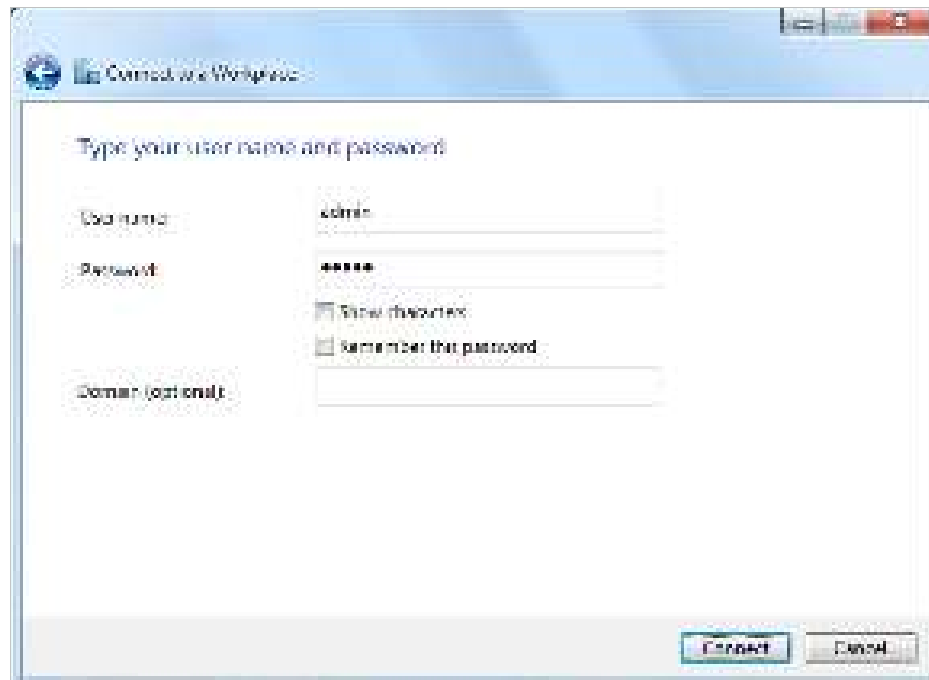 Connect to a Workplace
Type your user name and password
User name:
admin
Password:
•••••
Show characters
Remember this password
Domain (optional):
Connect
Cancel